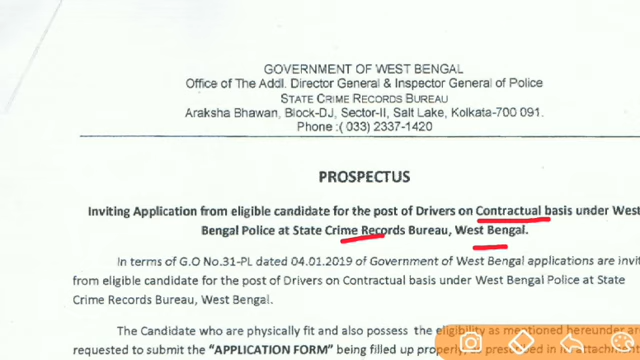 GOVERNMENT OF WEST BENGAL
Office of The Addl. Director General & Inspector General of Police
STATE CRIME RECORDS BUREAU
Araksha Bhawan, Block-DJ, Sector-II, Salt Lake, Kolkata-700 091.
Phone :( 033) 2337-1420
PROSPECTUS
Inviting Application from eligible candidate for the post of Drivers on Contractual basis under West
Bengal Police at State Crime Records Bureau, West Bengal.
In terms of G.O No.31-PL dated 04.01.2019 of Government of West Bengal applications are invit
from eligible candidate for the post of Drivers on Contractual basis under West Bengal Police at State
Crime Records Bureau, West Bengal.
The Candidate who are physically fit and also possess the eligibility as mentioned hereunder are
requested to submit the "APPLICATION FORM" being filled up properly, as prescribed in